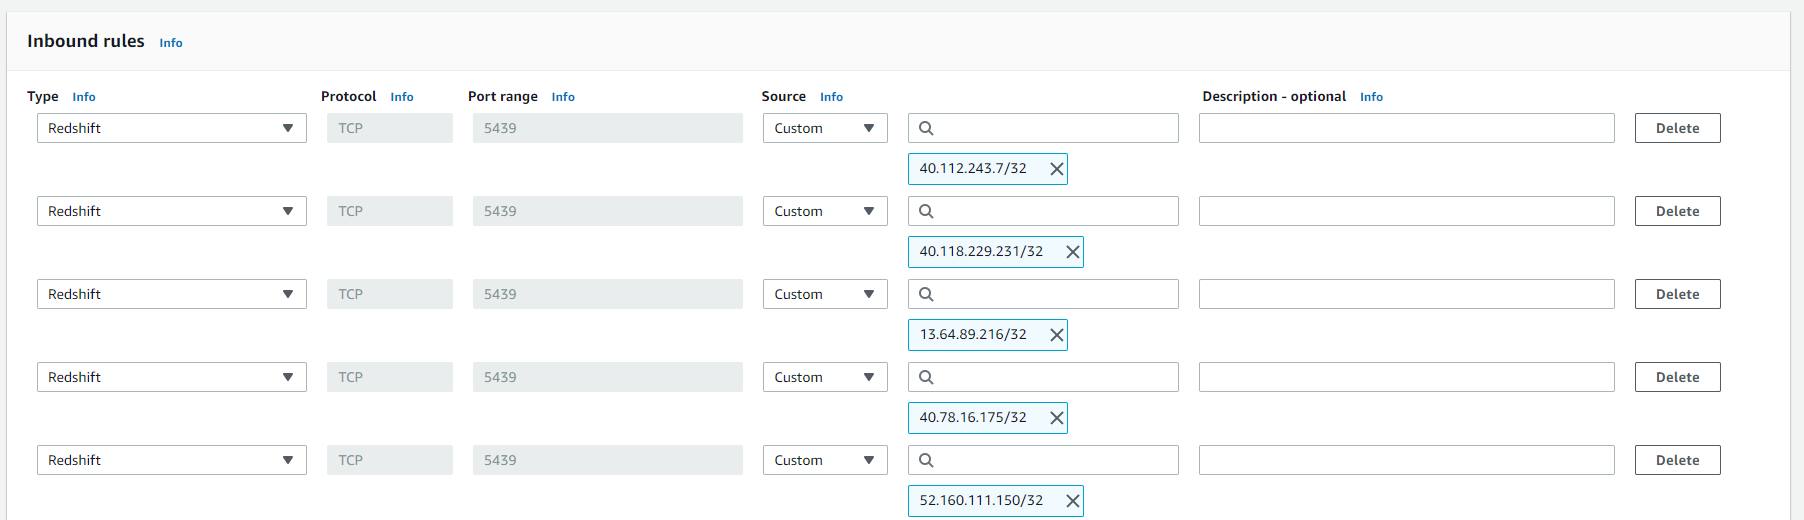 Inbound rules Info
Type Info Protocol Info Port range Info Source Info Description - optional Info
Redshift TCP 5439 Custom Delete
40.112.243.7/32
Redshift TCP 5439 Custom Delete
40.118.229.231/32
Redshift TCP 5439 Custom Delete
13.64.89.216/32
Redshift TCP 5439 Custom Delete
40.78.16.175/32
Redshift TCP 5439 Custom Delete
52.160.111.150/32